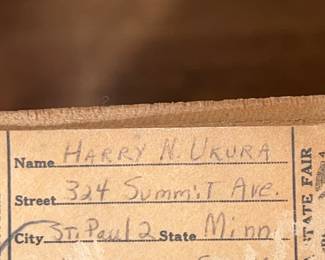 Name HARRY N. UKURA
Street 324 Summit Ave.
City St. Paul 2 State Minn
STATE FAIR